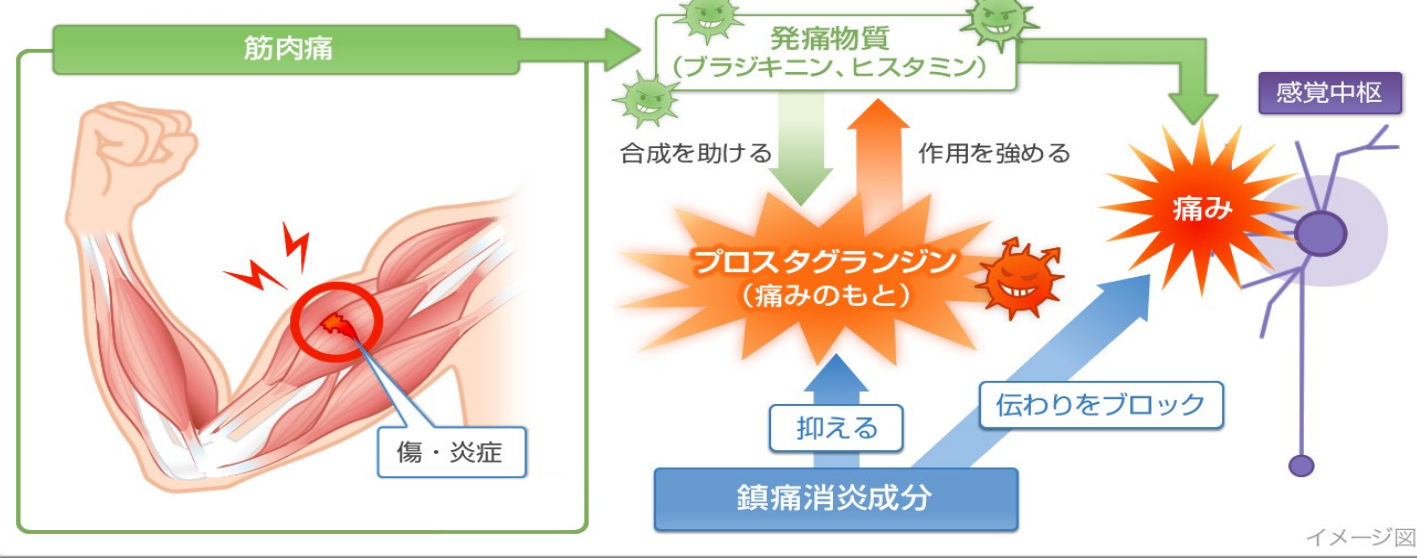 筋肉痛
発痛物質
（ブラジキニン、ヒスタミン）
感覚中枢
合成を助ける
作用を強める
痛み
プロスタグランジン
（痛みのもと）
伝わりをブロック
抑える
傷・炎症
鎮痛消炎成分
イメージ図